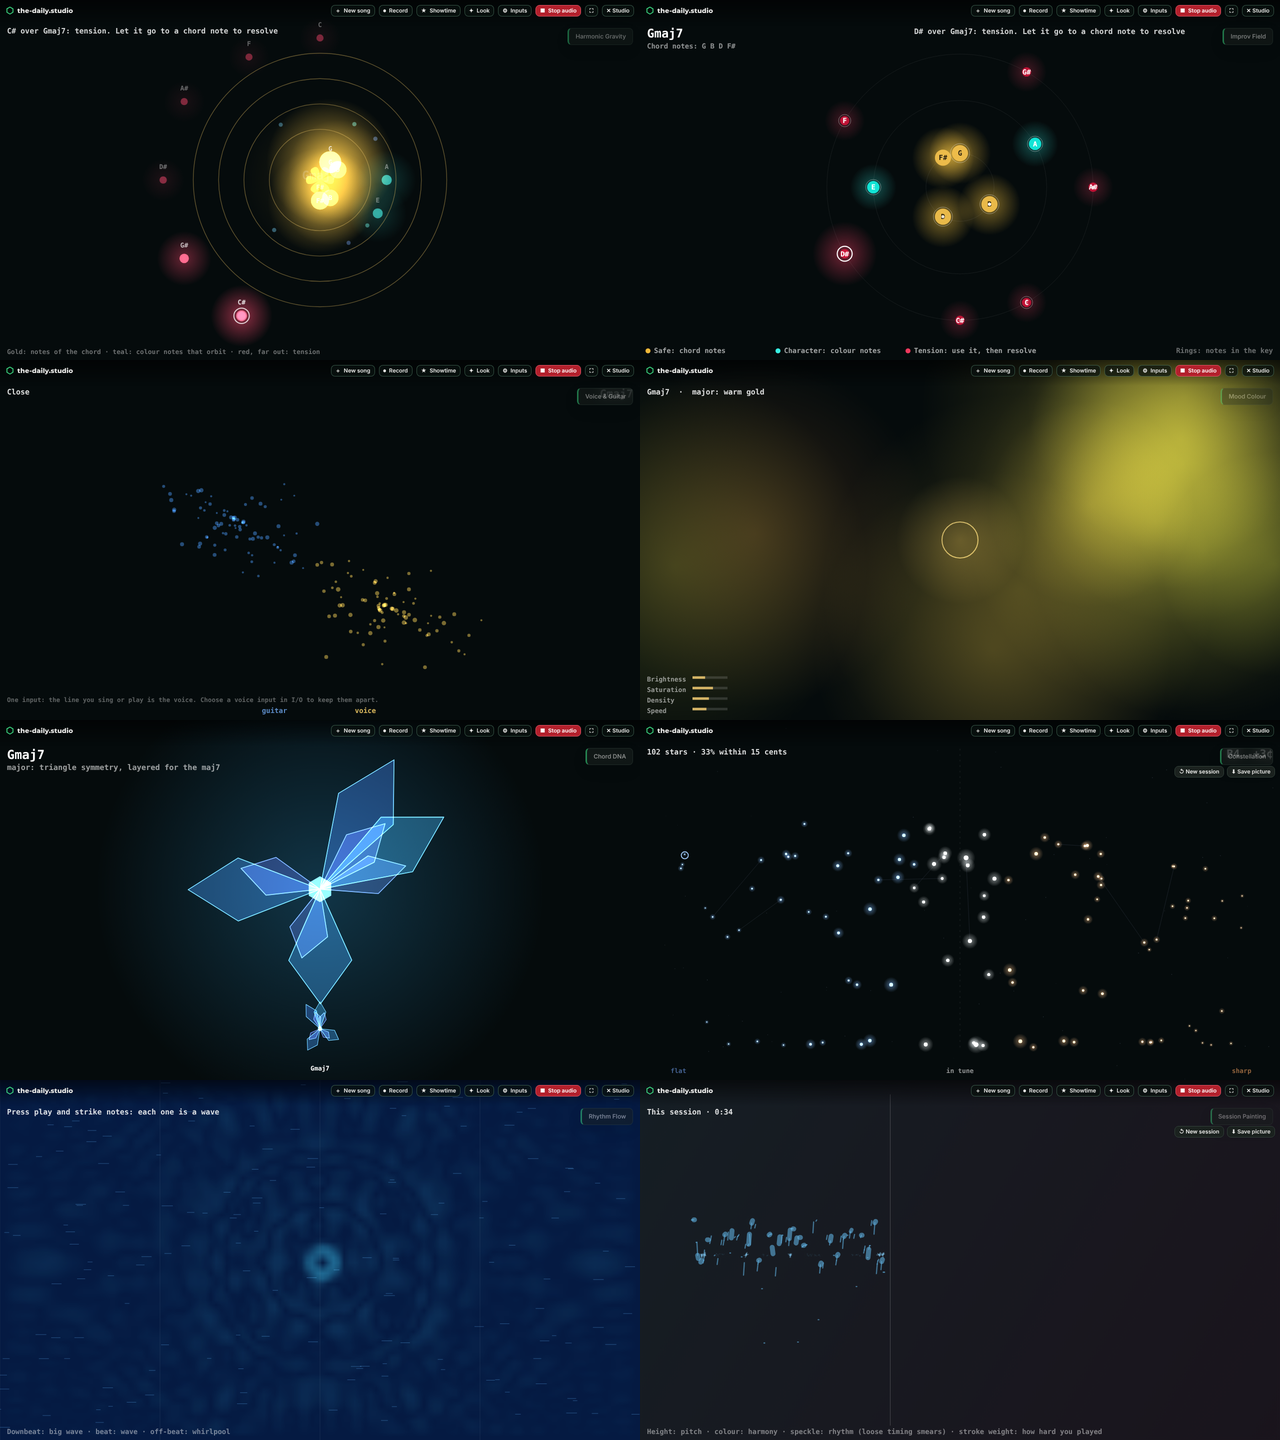 the-daily.studio
+ New song
Record
★ Showtime
Look
Inputs
Stop audio
✕ Studio
C# over Gmaj7: tension. Let it go to a chord note to resolve
Harmonic Gravity
C
F
A#
D#
G#
C#
G
A
E
Gold: notes of the chord · teal: colour notes that orbit · red, far out: tension
the-daily.studio
+ New song
Record
★ Showtime
Look
Inputs
Stop audio
✕ Studio
Gmaj7
Chord notes: G B D F#
D# over Gmaj7: tension. Let it go to a chord note to resolve
Improv Field
G#
F
A
F#
G
E
A#
D#
C#
Safe: chord notes
Character: colour notes
Tension: use it, then resolve
Rings: notes in the key
the-daily.studio
+ New song
Record
★ Showtime
Look
Inputs
Stop audio
✕ Studio
Close
Voice & Guitar
One input: the line you sing or play is the voice. Choose a voice input in I/O to keep them apart.
guitar
voice
the-daily.studio
+ New song
Record
★ Showtime
Look
Inputs
Stop audio
✕ Studio
Gmaj7 · major: warm gold
Mood Colour
Brightness
Saturation
Density
Speed
the-daily.studio
+ New song
Record
★ Showtime
Look
Inputs
Stop audio
✕ Studio
Gmaj7
major: triangle symmetry, layered for the maj7
Chord DNA
Gmaj7
the-daily.studio
+ New song
Record
★ Showtime
Look
Inputs
Stop audio
✕ Studio
102 stars · 33% within 15 cents
Constellation
New session
Save picture
flat
in tune
sharp
the-daily.studio
+ New song
Record
★ Showtime
Look
Inputs
Stop audio
✕ Studio
Press play and strike notes: each one is a wave
Rhythm Flow
Downbeat: big wave · beat: wave · off-beat: whirlpool
the-daily.studio
+ New song
Record
★ Showtime
Look
Inputs
Stop audio
✕ Studio
This session · 0:34
Session Painting
New session
Save picture
Height: pitch · colour: harmony · speckle: rhythm (loose timing smears) · stroke weight: how hard you played